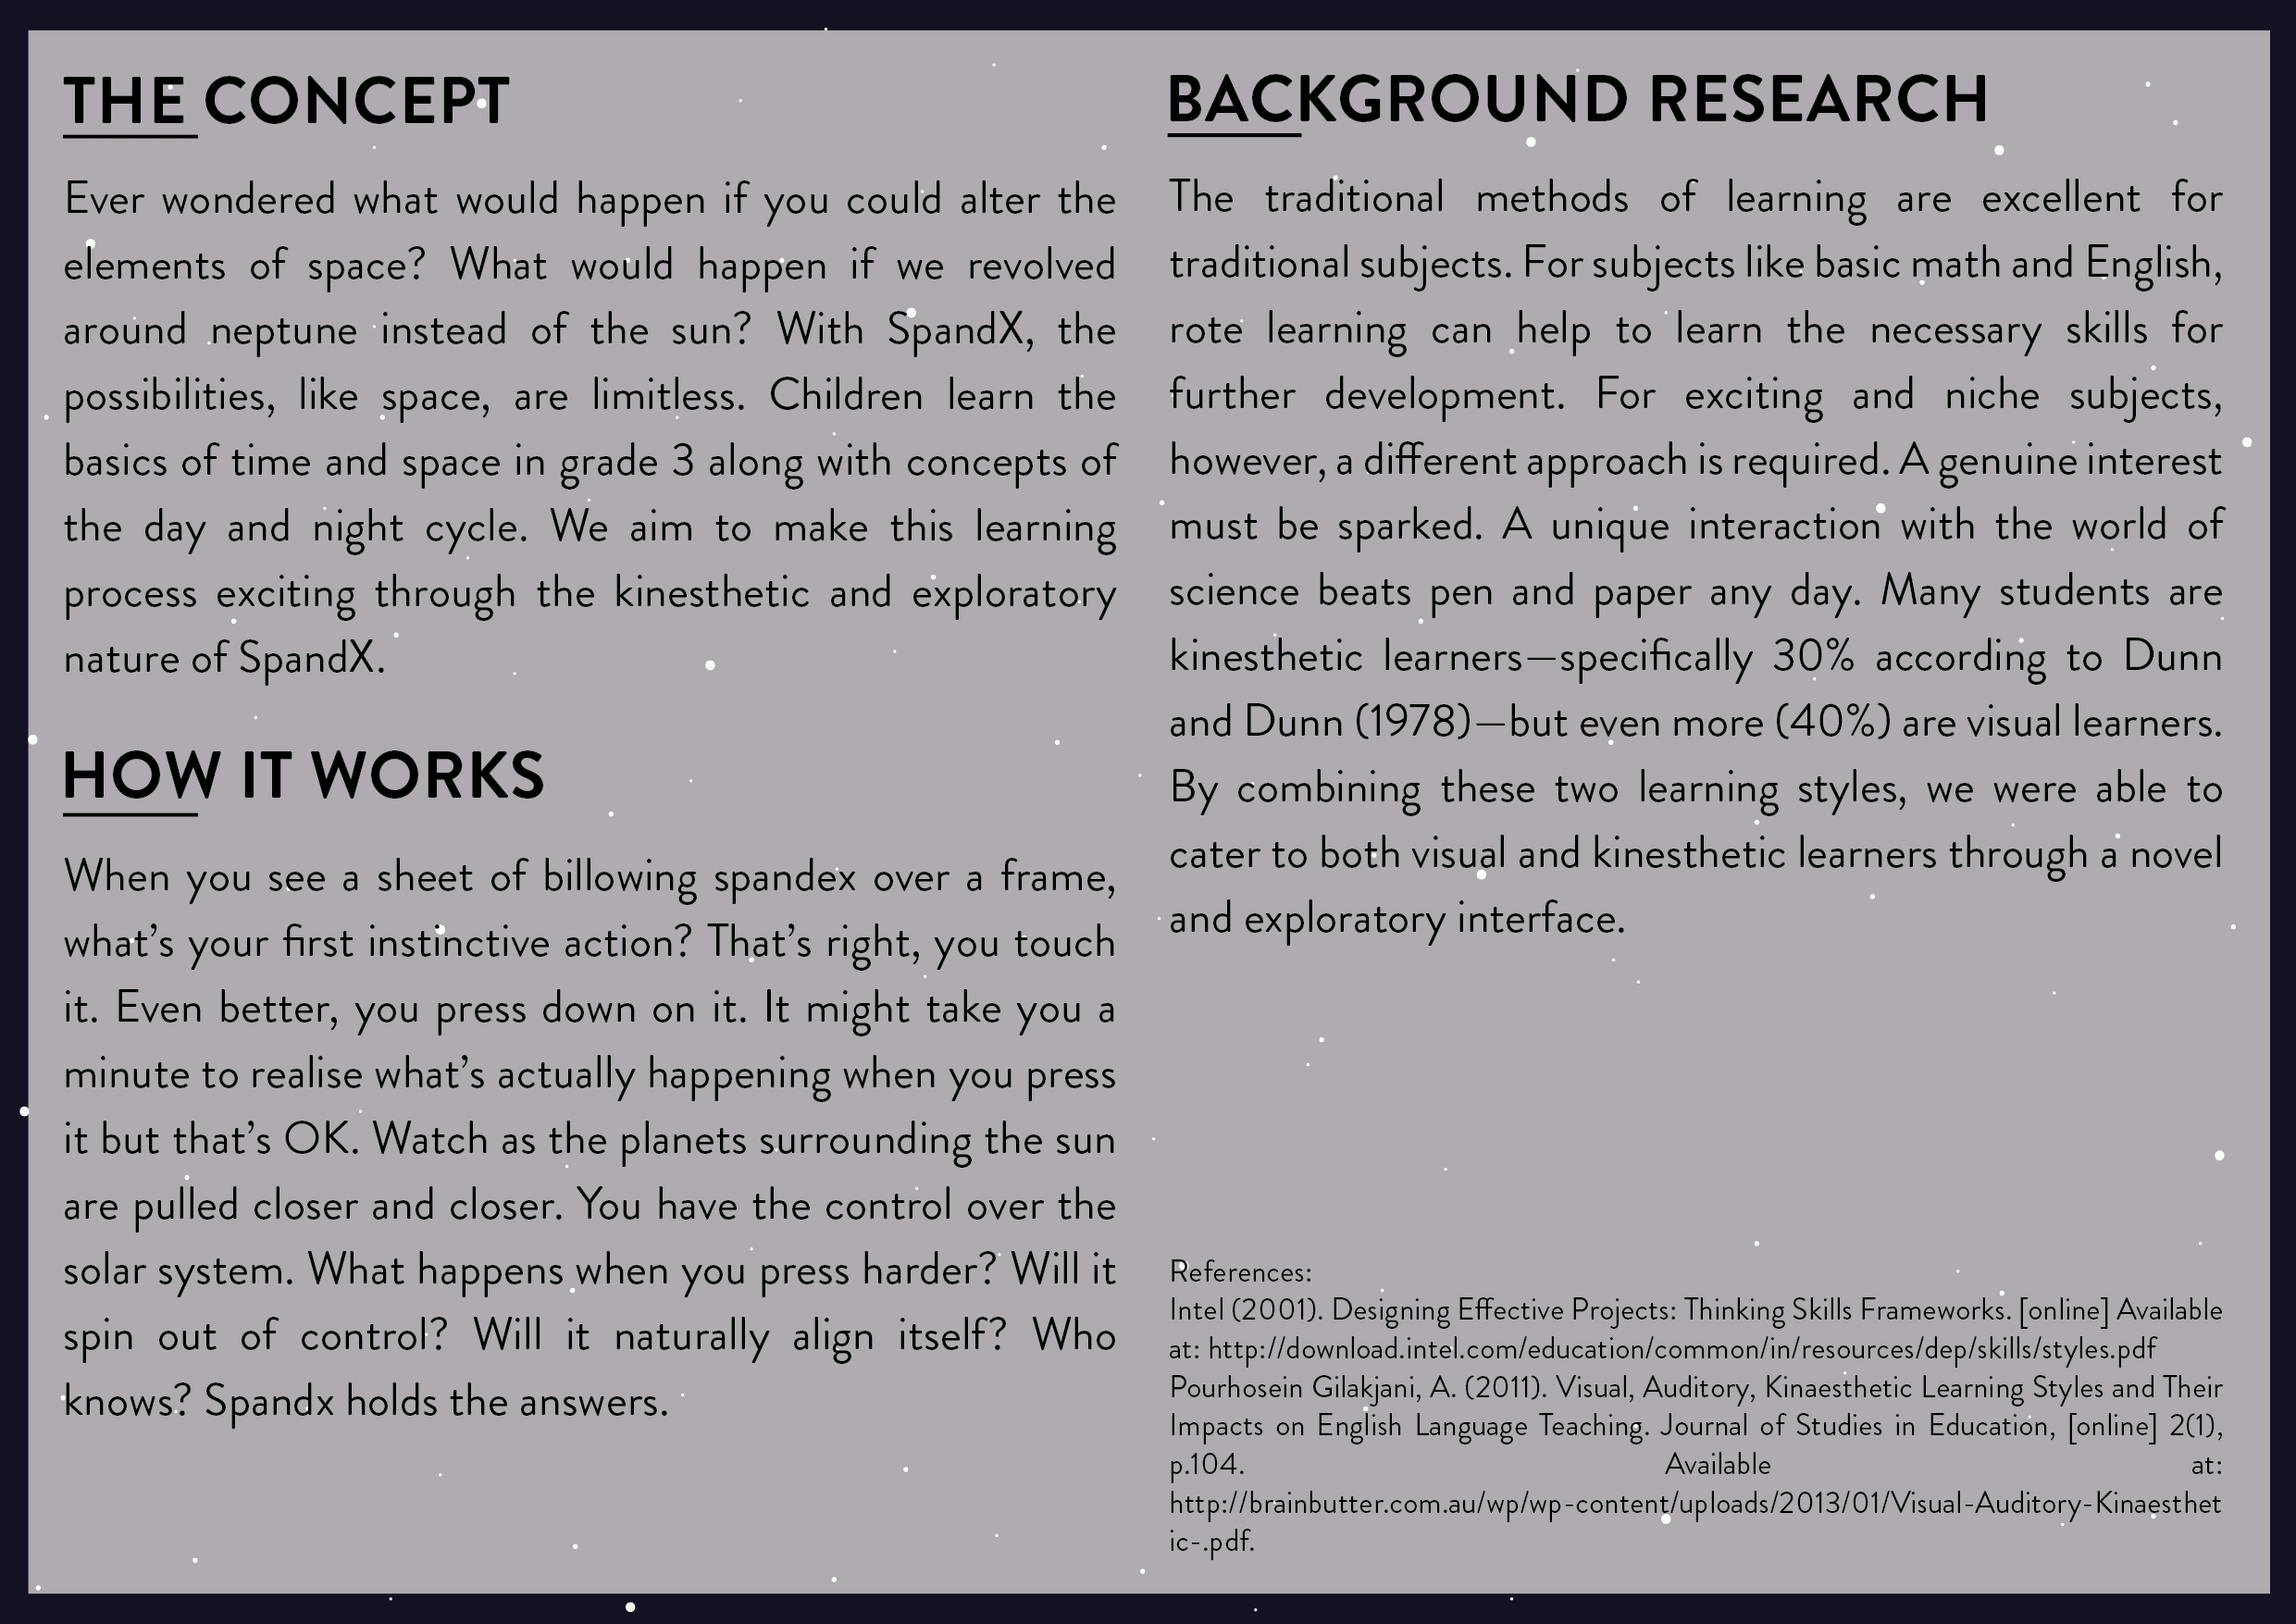 THE CONCEPT
Ever wondered what would happen if you could alter the
elements of space? What would happen if we revolved
around neptune instead of the sun? With SpandX, the
possibilities, like space, are limitless. Children learn the
basics of time and space in grade 3 along with concepts of
the day and night cycle. We aim to make this learning
process exciting through the kinesthetic and exploratory
nature of SpandX.
HOW IT WORKS
When you see a sheet of billowing spandex over a frame,
what’s your first instinctive action? That’s right, you touch
it. Even better, you press down on it. It might take you a
minute to realise what’s actually happening when you press
it but that’s OK. Watch as the planets surrounding the sun
are pulled closer and closer. You have the control over the
solar system. What happens when you press harder? Will it
spin out of control? Will it naturally align itself? Who
knows? Spandx holds the answers.
BACKGROUND RESEARCH
The traditional methods of learning are excellent for
traditional subjects. For subjects like basic math and English,
rote learning can help to learn the necessary skills for
further development. For exciting and niche subjects,
however, a different approach is required. A genuine interest
must be sparked. A unique interaction with the world of
science beats pen and paper any day. Many students are
kinesthetic learners—specifically 30% according to Dunn
and Dunn (1978)—but even more (40%) are visual learners.
By combining these two learning styles, we were able to
cater to both visual and kinesthetic learners through a novel
and exploratory interface.
References:
Intel (2001). Designing Effective Projects: Thinking Skills Frameworks. [online] Available
at: http://download.intel.com/education/common/in/resources/dep/skills/styles.pdf
Pourhosein Gilakjani, A. (2011). Visual, Auditory, Kinaesthetic Learning Styles and Their
Impacts on English Language Teaching. Journal of Studies in Education, [online] 2(1),
p.104. Available at:
http://brainbutter.com.au/wp/wp-content/uploads/2013/01/Visual-Auditory-Kinaesthet
ic-.pdf.